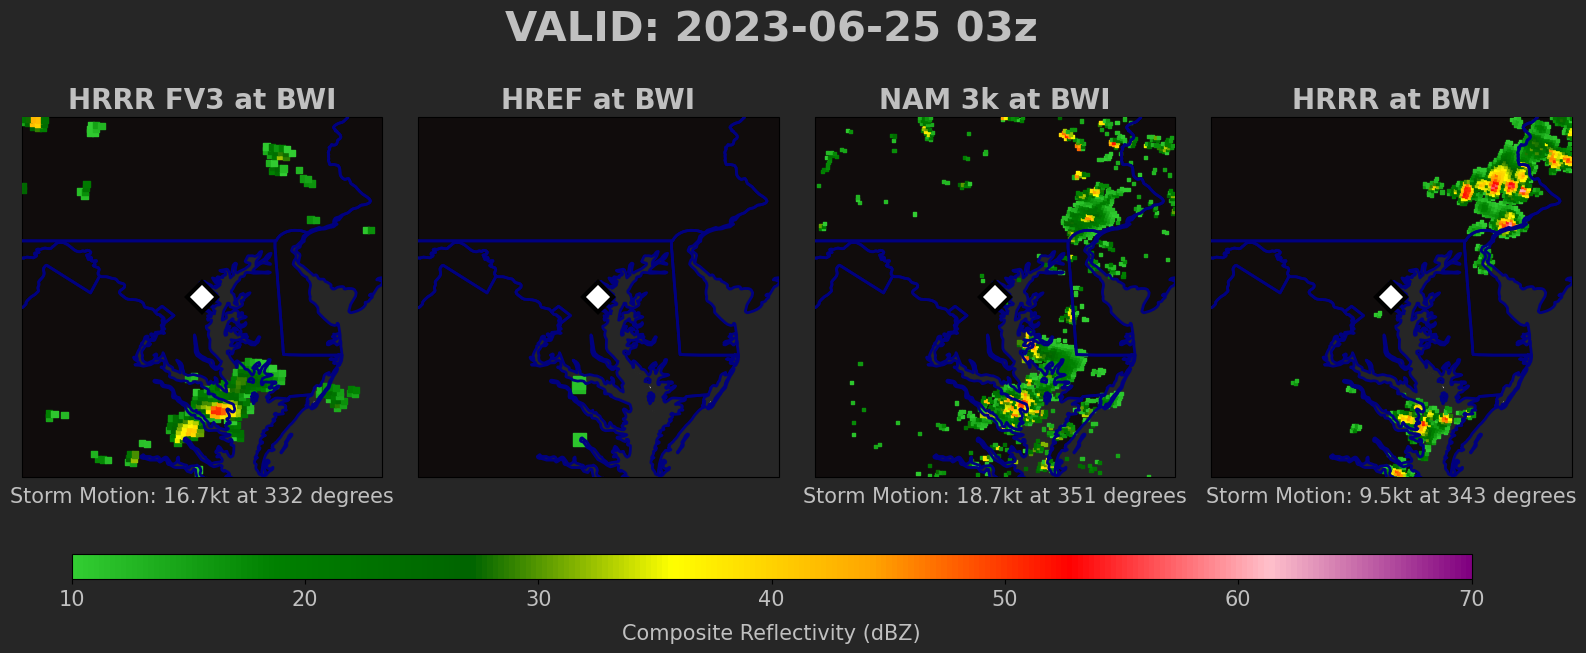 VALID: 2023-06-25 03z
HRRR FV3 at BWI
HREF at BWI
NAM 3k at BWI
HRRR at BWI
Storm Motion: 16.7kt at 332 degrees
Storm Motion: 18.7kt at 351 degrees
Storm Motion: 9.5kt at 343 degrees
10 20 30 40 50 60 70
Composite Reflectivity (dBZ)